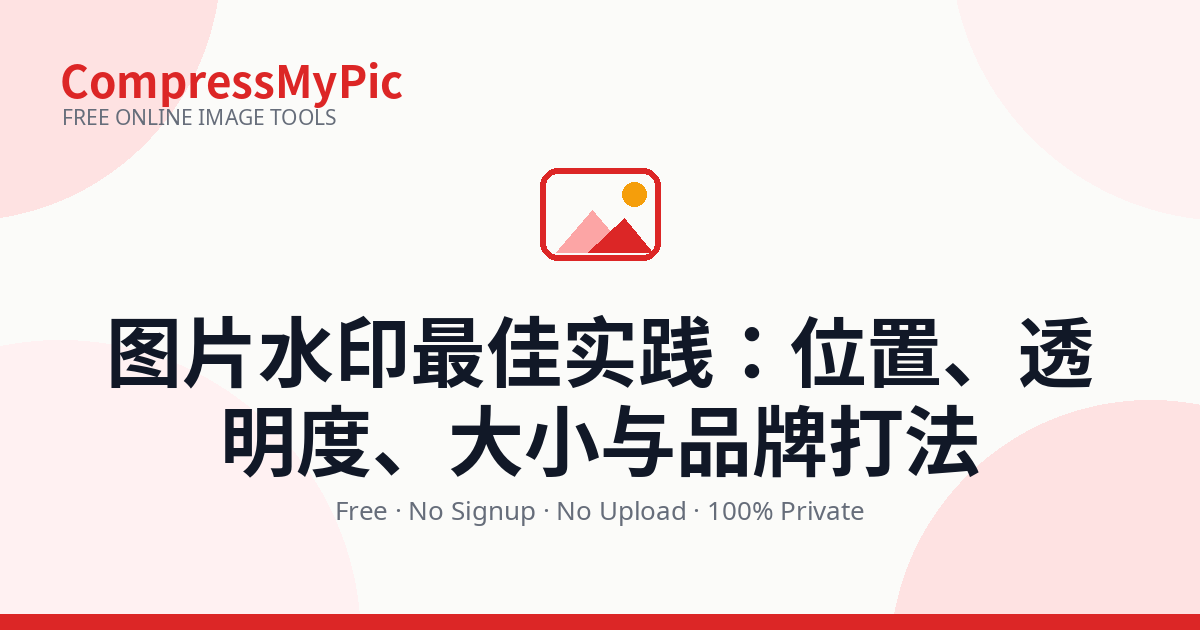 CompressMyPic
FREE ONLINE IMAGE TOOLS
图片水印最佳实践：位置、透
明度、大小与品牌打法
Free · No Signup · No Upload · 100% Private